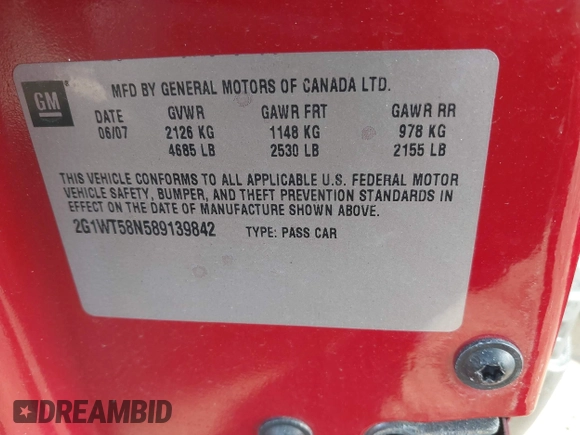 GM
MFD BY GENERAL MOTORS OF CANADA LTD.
DATE GVWR GAWR FRT GAWR RR
06/07 2126 KG 1148 KG 978 KG
4685 LB 2530 LB 2155 LB
THIS VEHICLE CONFORMS TO ALL APPLICABLE U.S. FEDERAL MOTOR
VEHICLE SAFETY, BUMPER, AND THEFT PREVENTION STANDARDS IN
EFFECT ON THE DATE OF MANUFACTURE SHOWN ABOVE.
2G1WT58N589139842 TYPE: PASS CAR
DREAMBID